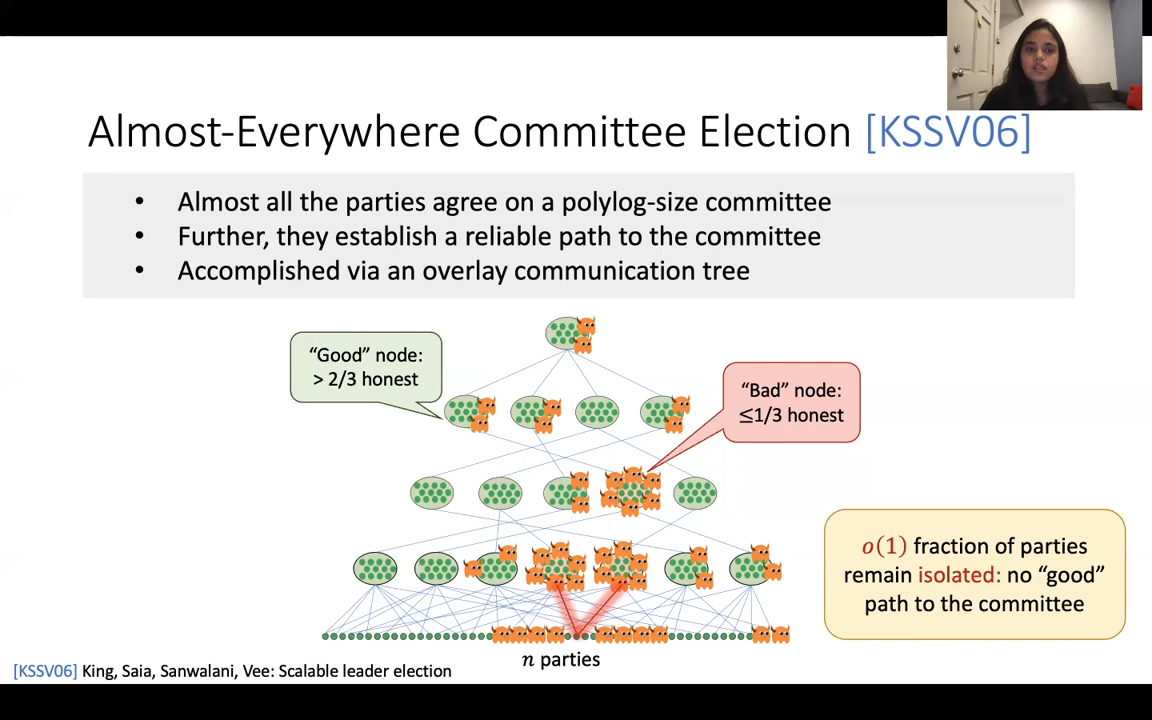 Almost-Everywhere Committee Election [KSSV06]
• Almost all the parties agree on a polylog-size committee
• Further, they establish a reliable path to the committee
• Accomplished via an overlay communication tree
“Good” node:
> 2/3 honest
“Bad” node:
≤1/3 honest
o(1) fraction of parties
remain isolated: no “good”
path to the committee
n parties
[KSSV06] King, Saia, Sanwalani, Vee: Scalable leader election